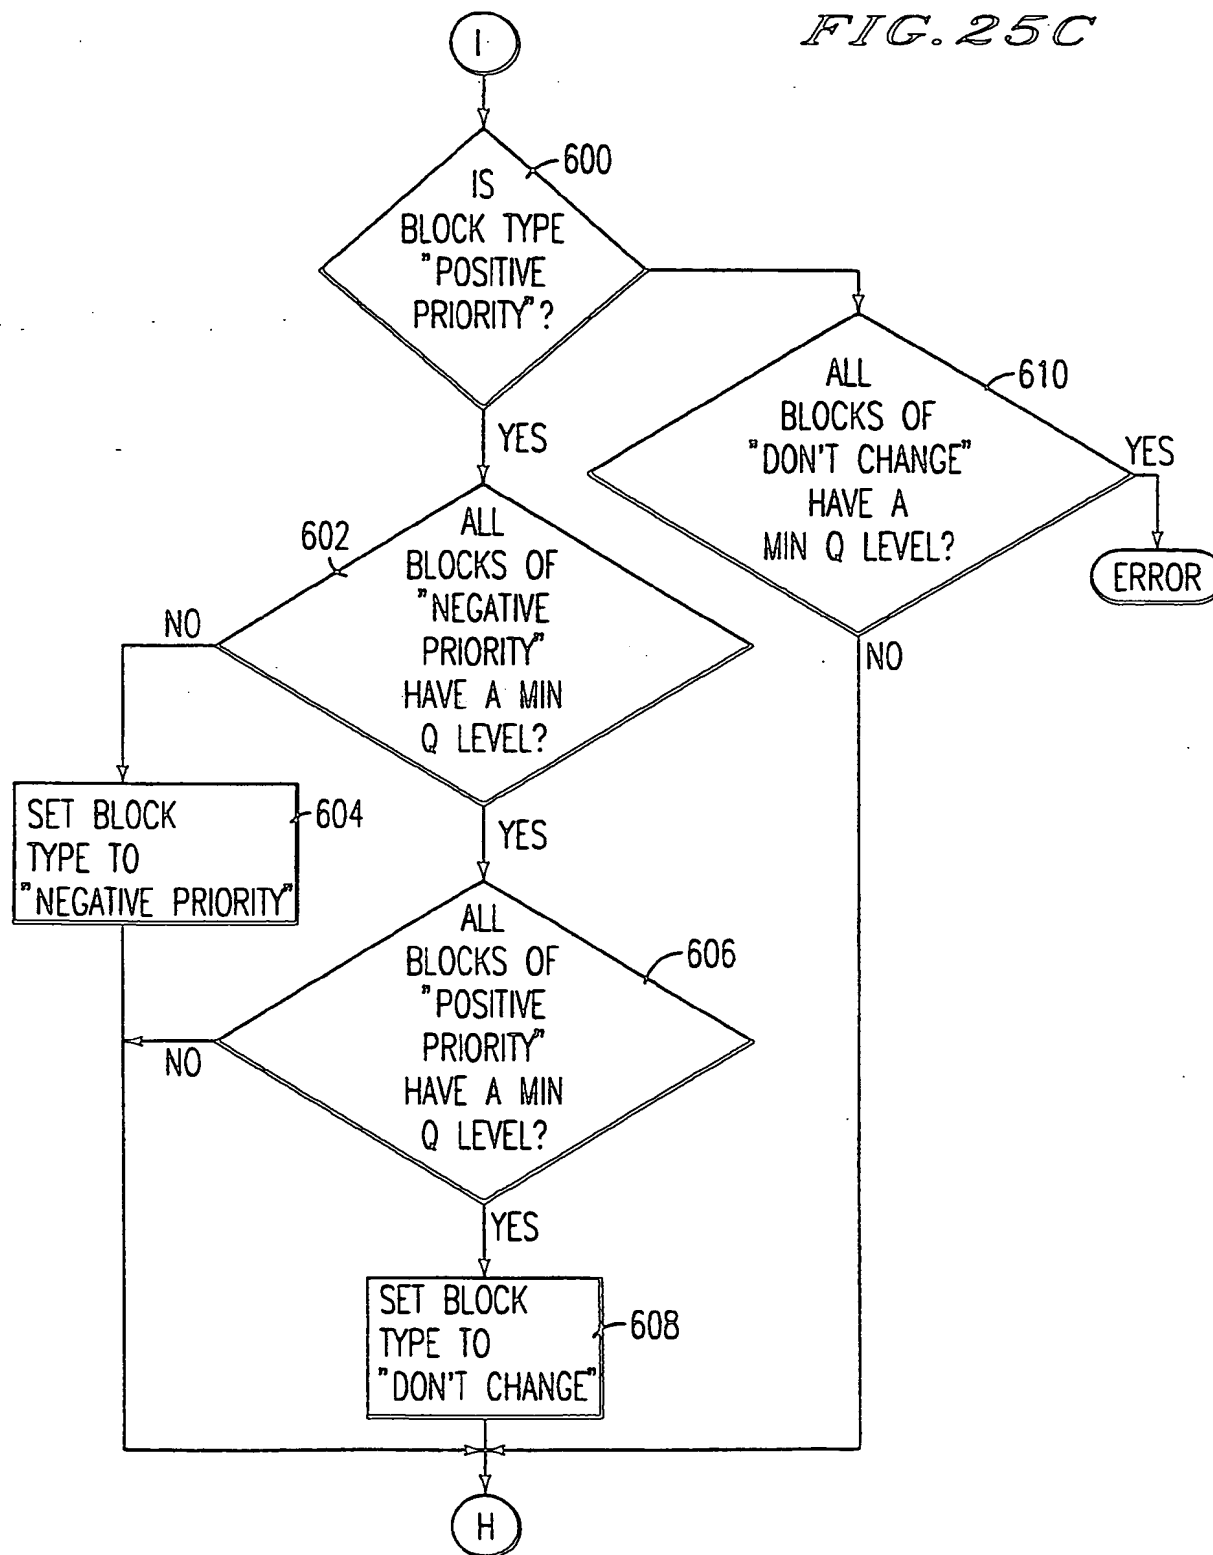 FIG. 25C
I
600
IS
BLOCK TYPE
"POSITIVE
PRIORITY"?
YES
610
ALL
BLOCKS OF
"DON'T CHANGE"
HAVE A
MIN Q LEVEL?
YES
ERROR
NO
602
ALL
BLOCKS OF
"NEGATIVE
PRIORITY"
HAVE A MIN
Q LEVEL?
NO
604
SET BLOCK
TYPE TO
"NEGATIVE PRIORITY"
YES
606
ALL
BLOCKS OF
"POSITIVE
PRIORITY"
HAVE A MIN
Q LEVEL?
NO
YES
608
SET BLOCK
TYPE TO
"DON'T CHANGE"
H